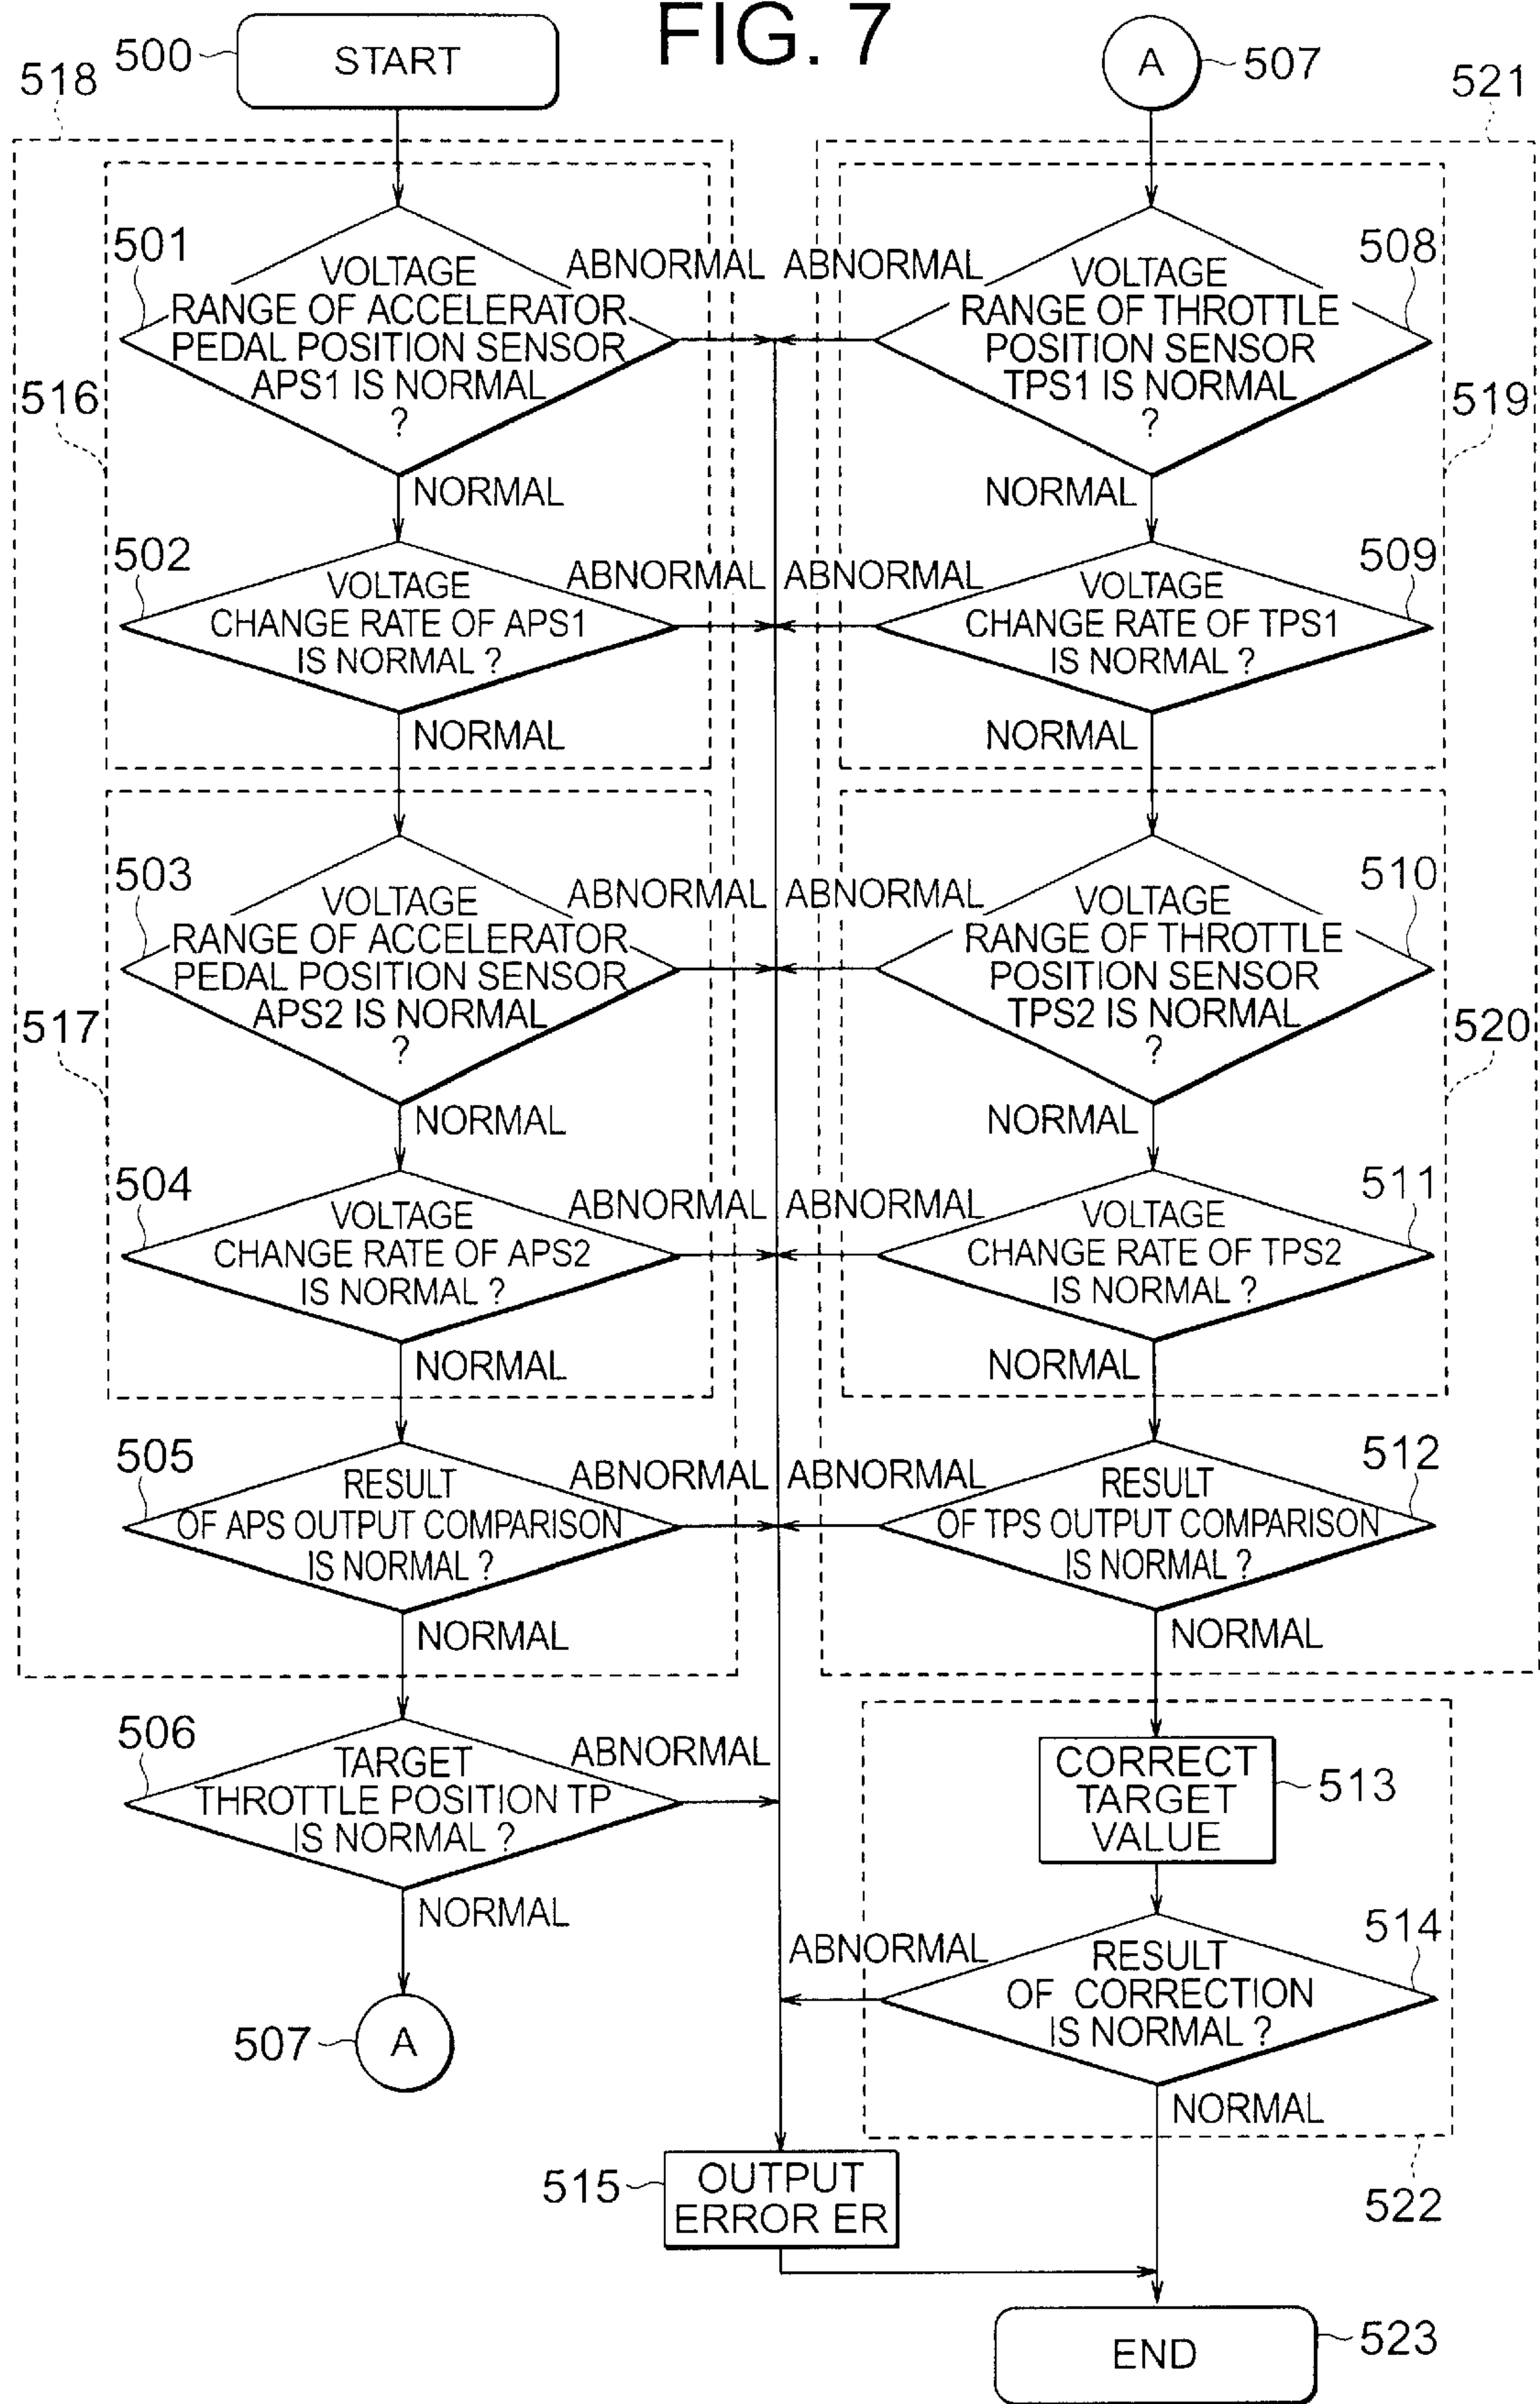 FIG. 7
500
START
518
516
501
VOLTAGE
RANGE OF ACCELERATOR
PEDAL POSITION SENSOR
APS1 IS NORMAL
?
ABNORMAL
NORMAL
502
VOLTAGE
CHANGE RATE OF APS1
IS NORMAL ?
ABNORMAL
NORMAL
517
503
VOLTAGE
RANGE OF ACCELERATOR
PEDAL POSITION SENSOR
APS2 IS NORMAL
?
ABNORMAL
NORMAL
504
VOLTAGE
CHANGE RATE OF APS2
IS NORMAL ?
ABNORMAL
NORMAL
505
RESULT
OF APS OUTPUT COMPARISON
IS NORMAL ?
ABNORMAL
NORMAL
506
TARGET
THROTTLE POSITION TP
IS NORMAL ?
ABNORMAL
NORMAL
507
A
A
507
521
519
508
VOLTAGE
RANGE OF THROTTLE
POSITION SENSOR
TPS1 IS NORMAL
?
ABNORMAL
NORMAL
509
VOLTAGE
CHANGE RATE OF TPS1
IS NORMAL ?
ABNORMAL
NORMAL
520
510
VOLTAGE
RANGE OF THROTTLE
POSITION SENSOR
TPS2 IS NORMAL
?
ABNORMAL
NORMAL
511
VOLTAGE
CHANGE RATE OF TPS2
IS NORMAL ?
ABNORMAL
NORMAL
512
RESULT
OF TPS OUTPUT COMPARISON
IS NORMAL ?
ABNORMAL
NORMAL
CORRECT
TARGET
VALUE
513
514
RESULT
OF CORRECTION
IS NORMAL ?
ABNORMAL
NORMAL
522
515
OUTPUT
ERROR ER
END
523